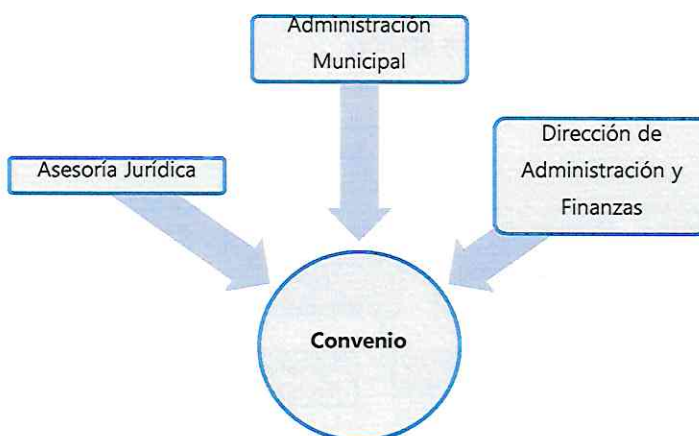 Administración
Municipal
Asesoría Jurídica
Dirección de
Administración y
Finanzas
Convenio